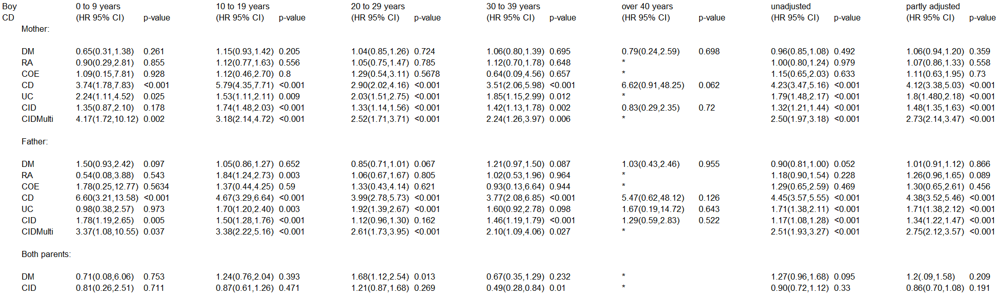 Boy 0 to 9 years 10 to 19 years 20 to 29 years 30 to 39 years over 40 years unadjusted partly adjusted
CD (HR 95% CI) p-value (HR 95% CI) p-value (HR 95% CI) p-value (HR 95% CI) p-value (HR 95% CI) p-value (HR 95% CI) p-value (HR 95% CI) p-value
Mother:
DM 0.65(0.31,1.38) 0.261 1.15(0.93,1.42) 0.205 1.04(0.85,1.26) 0.724 1.06(0.80,1.39) 0.695 0.79(0.24,2.59) 0.698 0.96(0.85,1.08) 0.492 1.06(0.94,1.20) 0.359
RA 0.90(0.29,2.81) 0.855 1.12(0.77,1.63) 0.556 1.05(0.75,1.47) 0.785 1.12(0.70,1.78) 0.648 * 1.00(0.80,1.24) 0.979 1.07(0.86,1.33) 0.558
COE 1.09(0.15,7.81) 0.928 1.12(0.46,2.70) 0.8 1.29(0.54,3.11) 0.5678 0.64(0.09,4.56) 0.657 * 1.15(0.65,2.03) 0.633 1.11(0.63,1.95) 0.73
CD 3.74(1.78,7.83) <0.001 5.79(4.35,7.71) <0.001 2.90(2.02,4.16) <0.001 3.51(2.06,5.98) <0.001 6.62(0.91,48.25) 0.062 4.23(3.47,5.16) <0.001 4.12(3.38,5.03) <0.001
UC 2.24(1.11,4.52) 0.025 1.53(1.11,2.11) 0.009 2.03(1.51,2.75) <0.001 1.85(1.15,2.99) 0.012 * 1.79(1.48,2.17) <0.001 1.8(1.480,2.18) <0.001
CID 1.35(0.87,2.10) 0.178 1.74(1.48,2.03) <0.001 1.33(1.14,1.56) <0.001 1.42(1.13,1.78) 0.002 0.83(0.29,2.35) 0.72 1.32(1.21,1.44) <0.001 1.48(1.35,1.63) <0.001
CIDMulti 4.17(1.72,10.12) 0.002 3.18(2.14,4.72) <0.001 2.52(1.71,3.71) <0.001 2.24(1.26,3.97) 0.006 * 2.50(1.97,3.18) <0.001 2.73(2.14,3.47) <0.001
Father:
DM 1.50(0.93,2.42) 0.097 1.05(0.86,1.27) 0.652 0.85(0.71,1.01) 0.067 1.21(0.97,1.50) 0.087 1.03(0.43,2.46) 0.955 0.90(0.81,1.00) 0.052 1.01(0.91,1.12) 0.866
RA 0.54(0.08,3.88) 0.543 1.84(1.24,2.73) 0.003 1.06(0.67,1.67) 0.805 1.02(0.53,1.96) 0.964 * 1.18(0.90,1.54) 0.228 1.26(0.96,1.65) 0.089
COE 1.78(0.25,12.77) 0.5634 1.37(0.44,4.25) 0.59 1.33(0.43,4.14) 0.621 0.93(0.13,6.64) 0.944 * 1.29(0.65,2.59) 0.469 1.30(0.65,2.61) 0.456
CD 6.60(3.21,13.58) <0.001 4.67(3.29,6.64) <0.001 3.99(2.78,5.73) <0.001 3.77(2.08,6.85) <0.001 5.47(0.62,48.12) 0.126 4.45(3.57,5.55) <0.001 4.38(3.52,5.46) <0.001
UC 0.98(0.38,2.57) 0.973 1.70(1.20,2.40) 0.003 1.92(1.39,2.67) <0.001 1.60(0.92,2.78) 0.098 1.67(0.19,14.72) 0.643 1.71(1.38,2.11) <0.001 1.71(1.38,2.12) <0.001
CID 1.78(1.19,2.65) 0.005 1.50(1.28,1.76) <0.001 1.12(0.96,1.30) 0.162 1.46(1.19,1.79) <0.001 1.29(0.59,2.83) 0.522 1.17(1.08,1.28) <0.001 1.34(1.22,1.47) <0.001
CIDMulti 3.37(1.08,10.55) 0.037 3.38(2.22,5.16) <0.001 2.61(1.73,3.95) <0.001 2.10(1.09,4.06) 0.027 * 2.51(1.93,3.27) <0.001 2.75(2.12,3.57) <0.001
Both parents:
DM 0.71(0.08,6.06) 0.753 1.24(0.76,2.04) 0.393 1.68(1.12,2.54) 0.013 0.67(0.35,1.29) 0.232 * 1.27(0.96,1.68) 0.095 1.2(.09,1.58) 0.209
CID 0.81(0.26,2.51) 0.711 0.87(0.61,1.26) 0.471 1.21(0.87,1.68) 0.269 0.49(0.28,0.84) 0.01 * 0.90(0.72,1.12) 0.33 0.86(0.70,1.08) 0.191